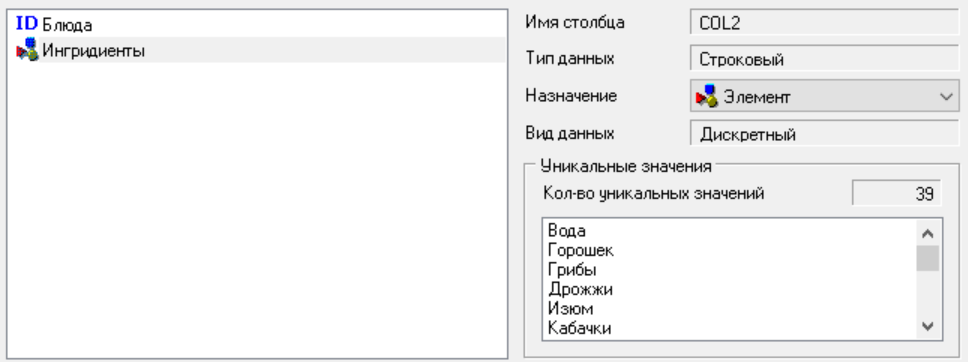 ID Блюда
Ингридиенты
Имя столбца COL2
Тип данных Строковый
Назначение Элемент
Вид данных Дискретный
Уникальные значения
Кол-во уникальных значений 39
Вода
Горошек
Грибы
Дрожжи
Изюм
Кабачки